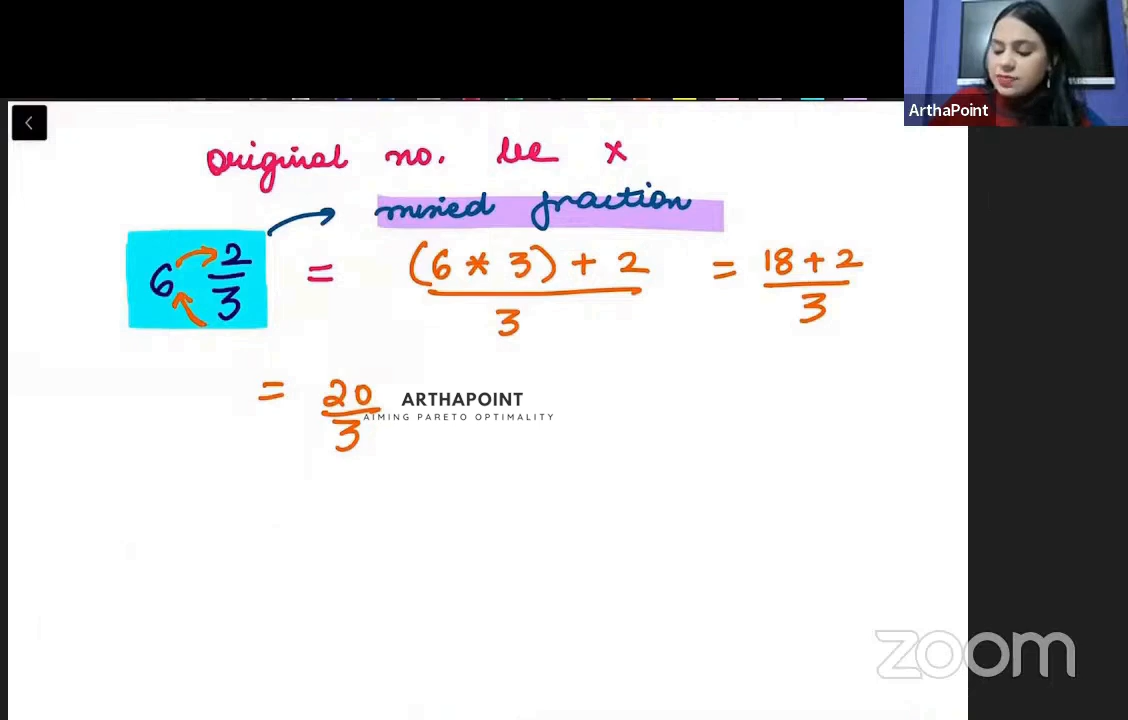 ArthaPoint
original no. be x
mixied fraction
6 2/3 = (6 * 3) + 2 / 3 = 18 + 2 / 3
= 20/3
ARTHAPOINT
AIMING PARETO OPTIMALITY
zoom